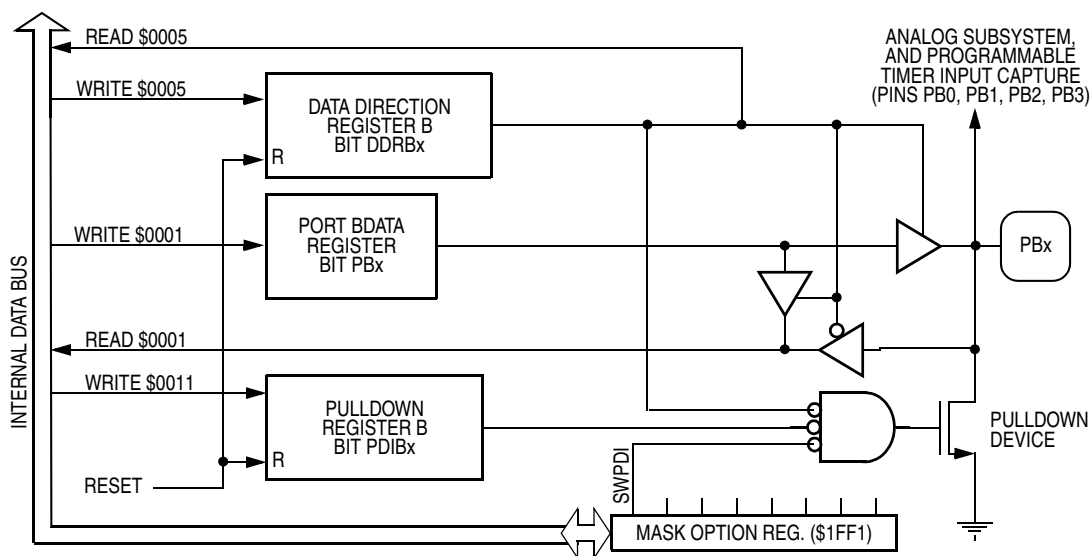 READ $0005
ANALOG SUBSYSTEM,
AND PROGRAMMABLE
TIMER INPUT CAPTURE
(PINS PB0, PB1, PB2, PB3)
WRITE $0005
DATA DIRECTION
REGISTER B
BIT DDRBx
R
PORT BDATA
REGISTER
BIT PBx
WRITE $0001
PBx
INTERNAL DATA BUS
READ $0001
WRITE $0011
PULLDOWN
REGISTER B
BIT PDIBx
R
PULLDOWN
DEVICE
RESET
SWPDI
MASK OPTION REG. ($1FF1)